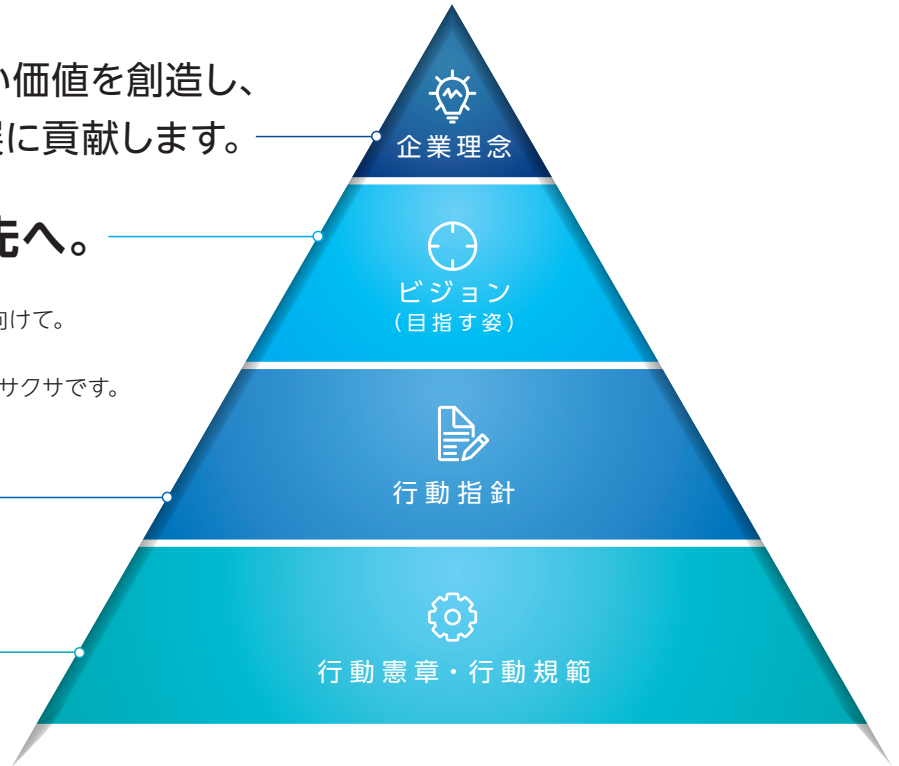 い価値を創造し、
展に貢献します。
企業理念
先へ。
ビジョン
（目指す姿）
向けて。
サクサです。
行動指針
行動憲章・行動規範